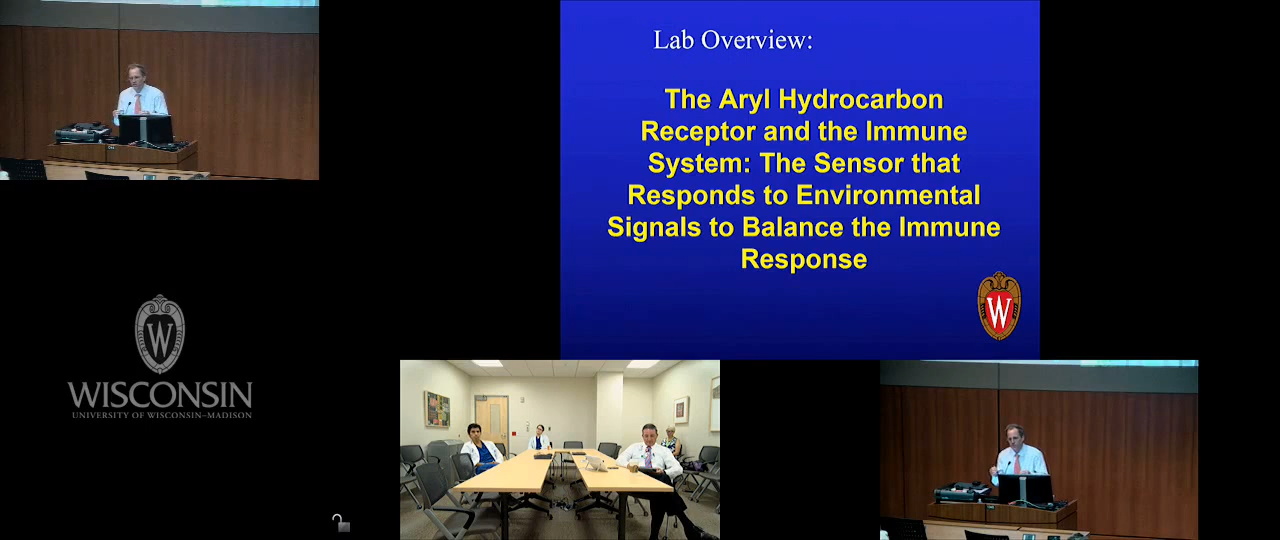 Lab Overview:
The Aryl Hydrocarbon
Receptor and the Immune
System: The Sensor that
Responds to Environmental
Signals to Balance the Immune
Response
W
W
WISCONSIN
UNIVERSITY OF WISCONSIN–MADISON